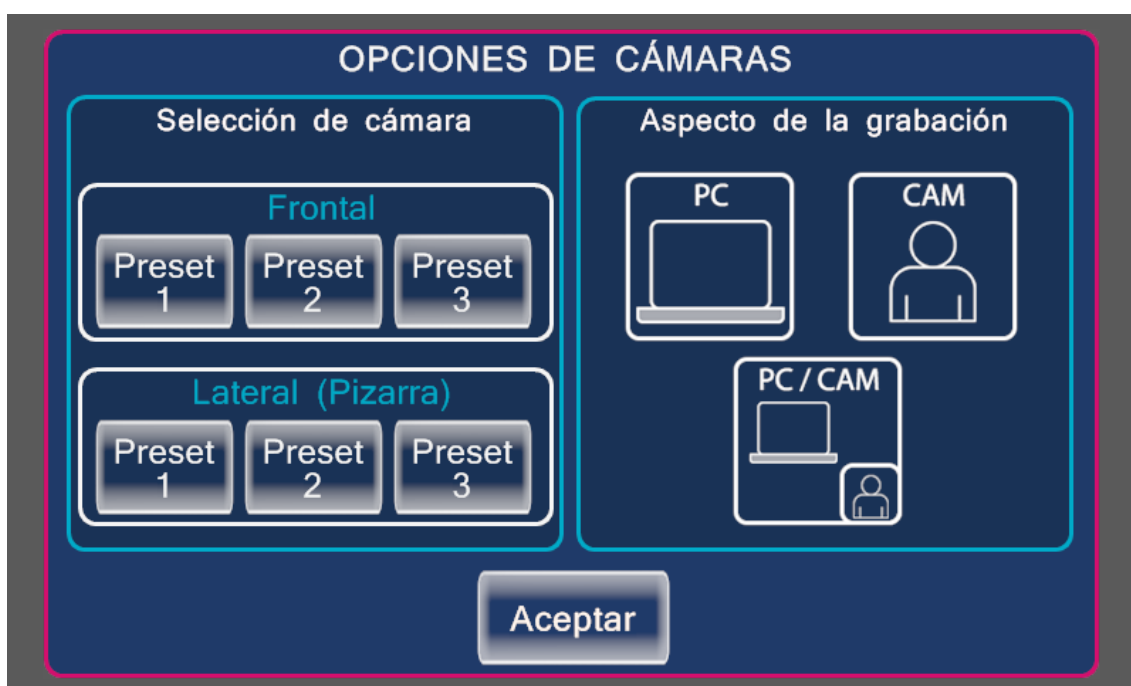 OPCIONES DE CÁMARAS
Selección de cámara
Frontal
Preset 1
Preset 2
Preset 3
Lateral (Pizarra)
Preset 1
Preset 2
Preset 3
Aspecto de la grabación
PC
CAM
PC / CAM
Aceptar